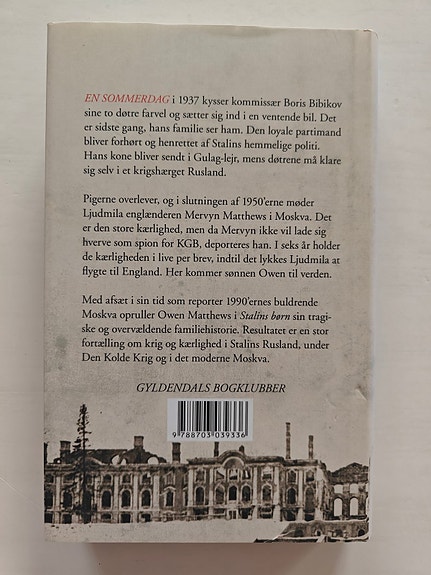 EN SOMMERDAG i 1937 kysser kommissær Boris Bibikov
sine to døtre farvel og sætter sig ind i en ventende bil. Det
er sidste gang, hans familie ser ham. Den loyale partimand
bliver forhørt og henrettet af Stalins hemmelige politi.
Hans kone bliver sendt i Gulag-lejr, mens døtrene må klare
sig selv i et krigshærget Rusland.
Pigerne overlever, og i slutningen af 1950'erne møder
Ljudmila englænderen Mervyn Matthews i Moskva. Det
er den store kærlighed, men da Mervyn ikke vil lade sig
hverve som spion for KGB, deporteres han. I seks år holder
de kærligheden i live per brev, indtil det lykkes Ljudmila at
flygte til England. Her kommer sønnen Owen til verden.
Med afsæt i sin tid som reporter 1990'ernes buldrende
Moskva opruller Owen Matthews i Stalins børn sin tragi-
ske og overvældende familiehistorie. Resultatet er en stor
fortælling om krig og kærlighed i Stalins Rusland, under
Den Kolde Krig og i det moderne Moskva.
GYLDENDALS BOGKLUBBER
9 788703 039336